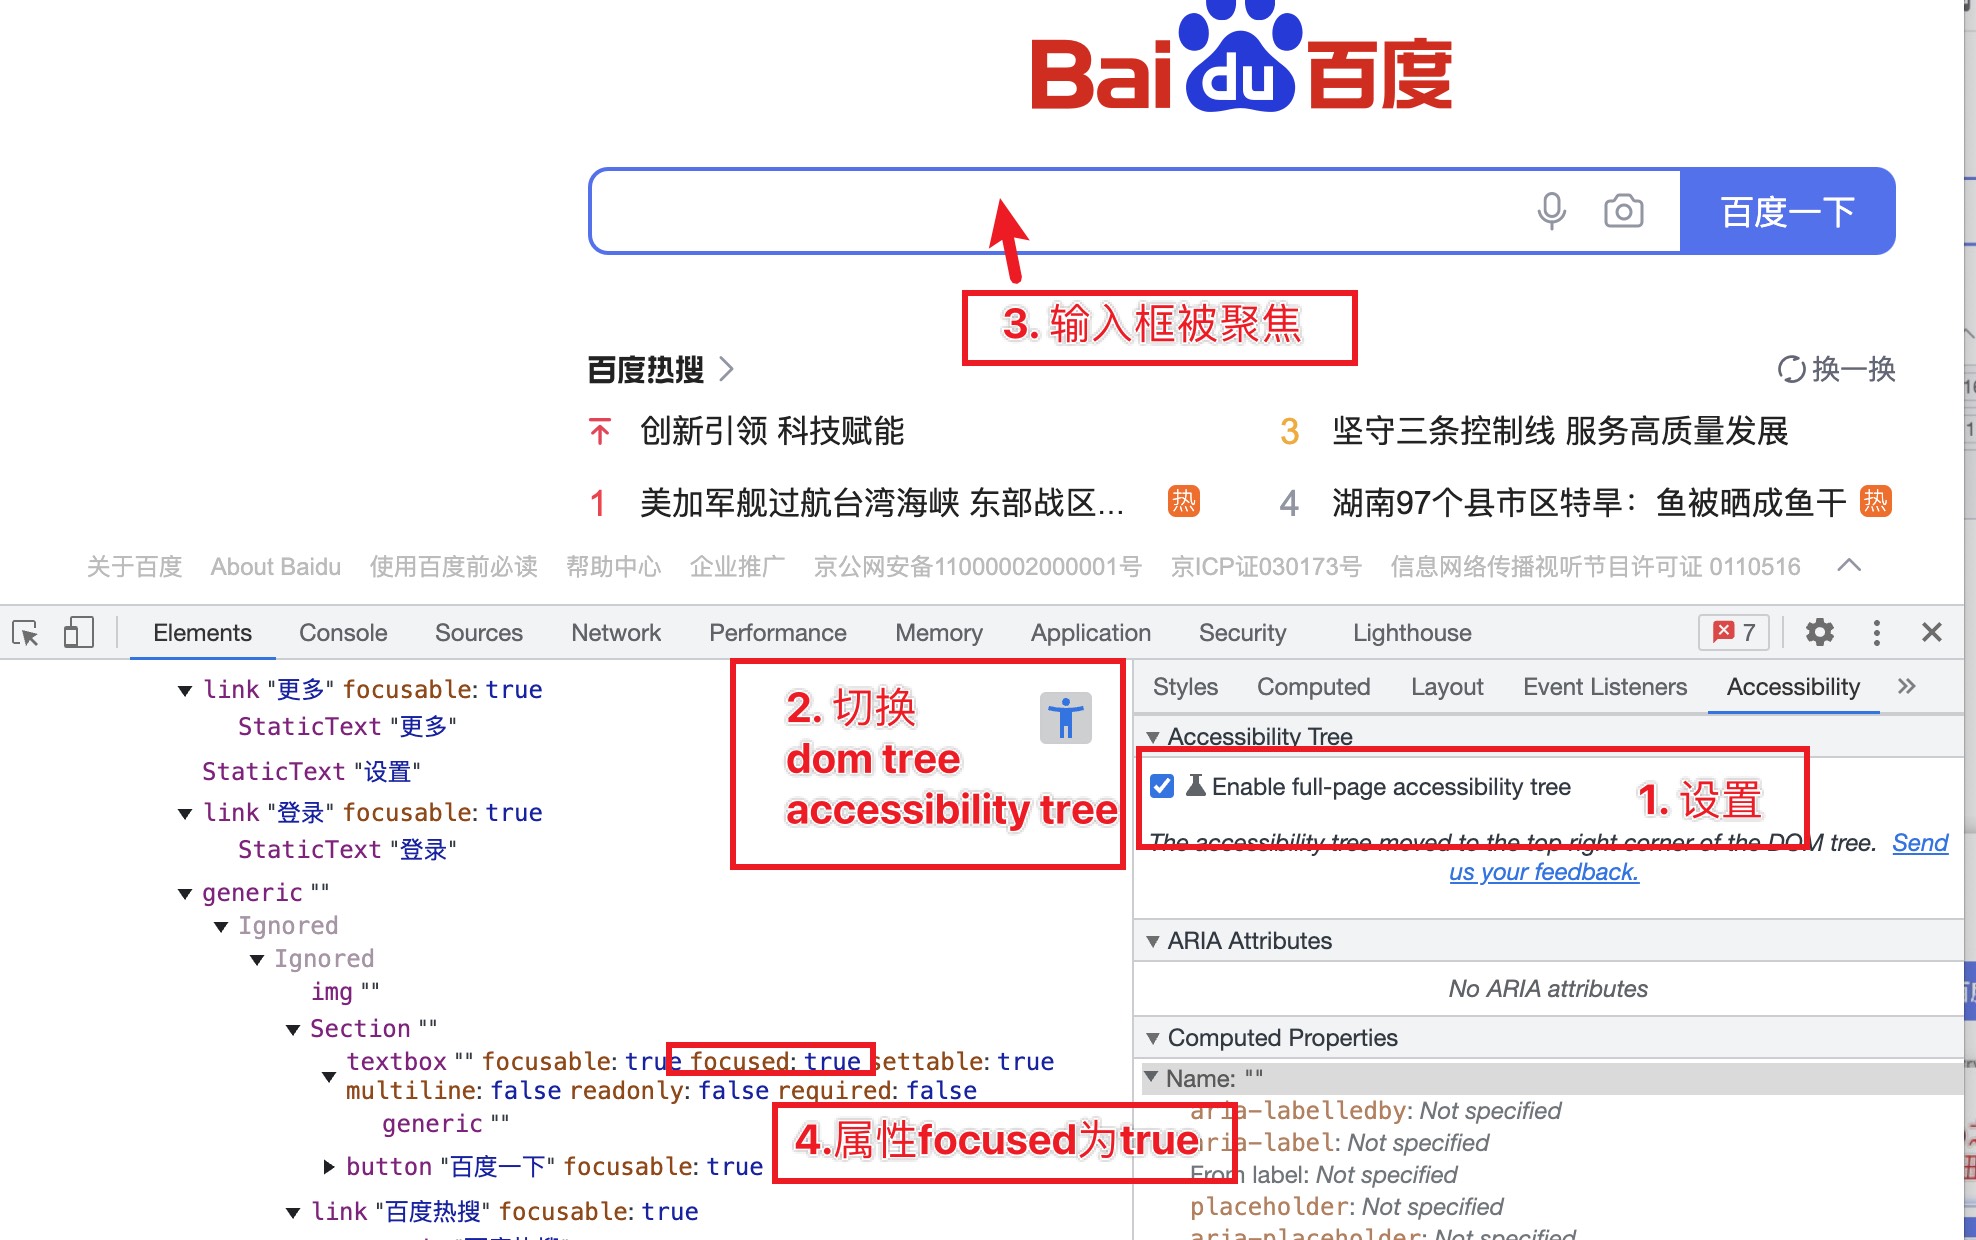 Bai du 百度
百度一下
3. 输入框被聚焦
百度热搜
换一换
创新引领 科技赋能
3 坚守三条控制线 服务高质量发展
1 美加军舰过航台湾海峡 东部战区... 热
4 湖南97个县市区特旱：鱼被晒成鱼干 热
关于百度 About Baidu 使用百度前必读 帮助中心 企业推广 京公网安备11000002000001号 京ICP证030173号 信息网络传播视听节目许可证 0110516
Elements Console Sources Network Performance Memory Application Security Lighthouse 7
link "更多" focusable: true
StaticText "更多"
StaticText "设置"
link "登录" focusable: true
StaticText "登录"
generic ""
Ignored
Ignored
img ""
Section ""
textbox "" focusable: true focused: true settable: true
multiline: false readonly: false required: false
generic ""
button "百度一下" focusable: true
link "百度热搜" focusable: true
2. 切换
dom tree
accessibility tree
4.属性focused为true
Styles Computed Layout Event Listeners Accessibility
Accessibility Tree
Enable full-page accessibility tree
1. 设置
The accessibility tree moved to the top right corner of the DOM tree. Send
us your feedback.
ARIA Attributes
No ARIA attributes
Computed Properties
Name: ""
aria-labelledby: Not specified
aria-label: Not specified
From label: Not specified
placeholder: Not specified
aria-placeholder: Not specified